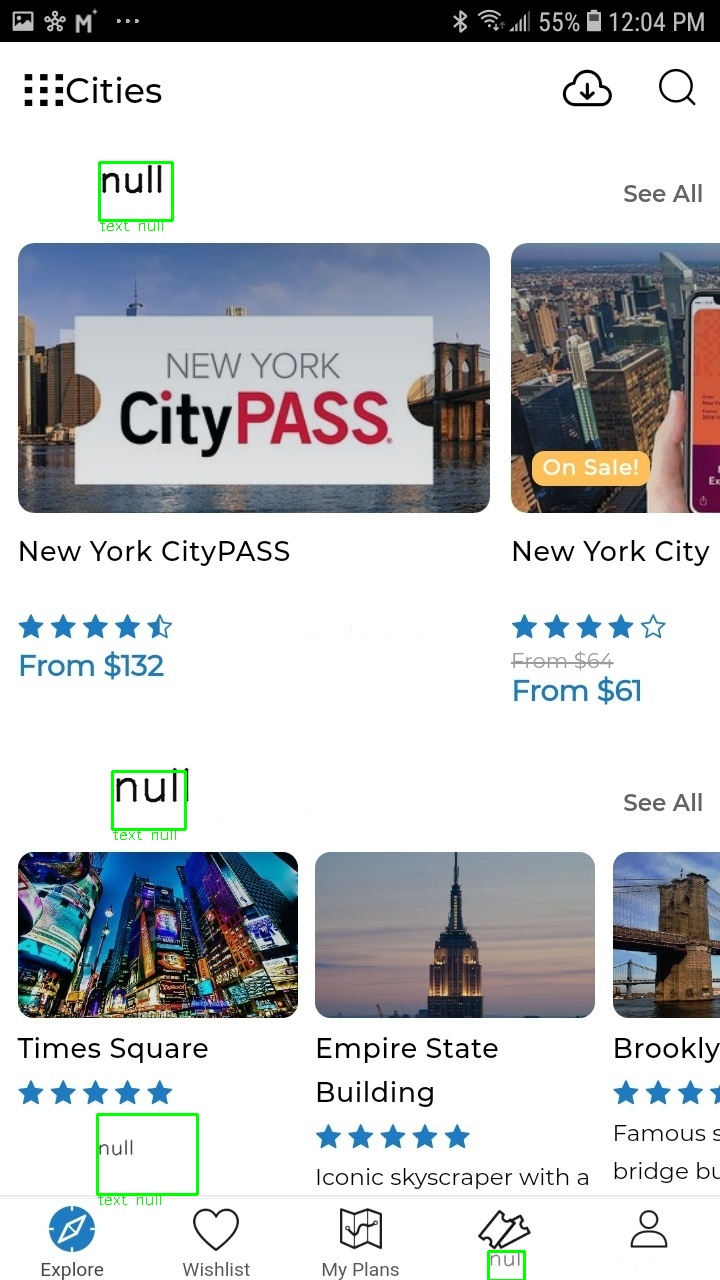 55% 12:04 PM
Cities
null
text null
See All
NEW YORK
CityPASS
On Sale!
New York CityPASS
New York City
From $132
From $64
From $61
null
text null
See All
Times Square
Empire State
Building
Brookly
Famous s
bridge bu
Iconic skyscraper with a
null
text null
Explore
Wishlist
My Plans
null